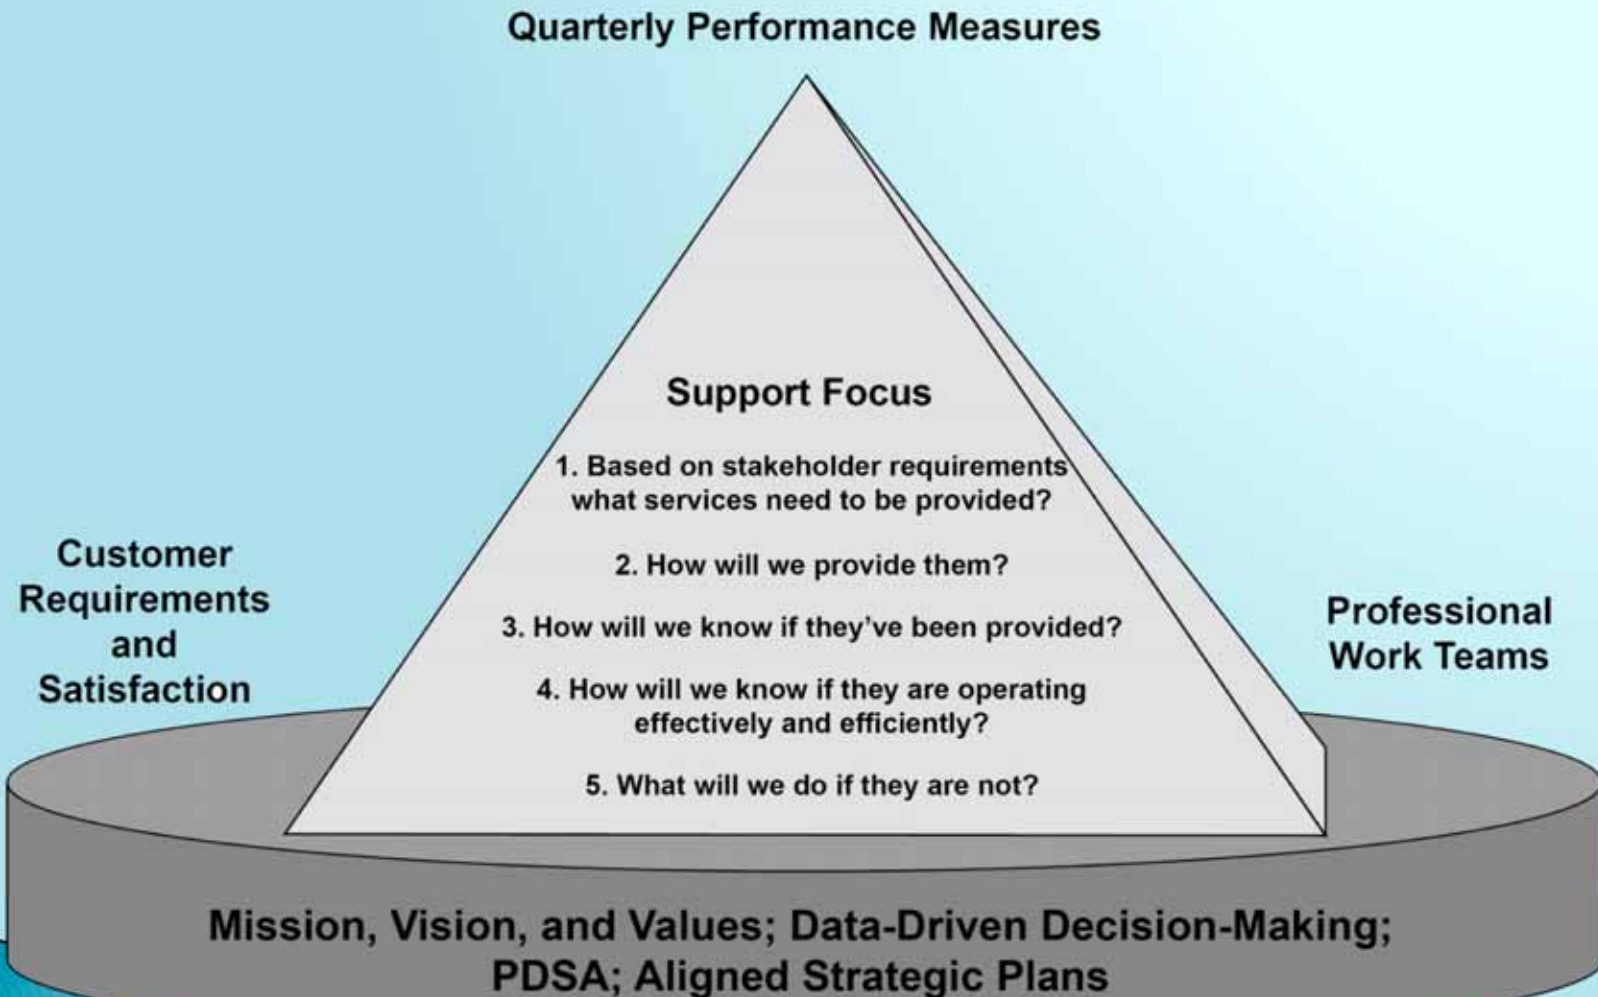 Quarterly Performance Measures
Support Focus
1. Based on stakeholder requirements
what services need to be provided?
2. How will we provide them?
3. How will we know if they've been provided?
4. How will we know if they are operating
effectively and efficiently?
5. What will we do if they are not?
Customer
Requirements
and
Satisfaction
Professional
Work Teams
Mission, Vision, and Values; Data-Driven Decision-Making;
PDSA; Aligned Strategic Plans